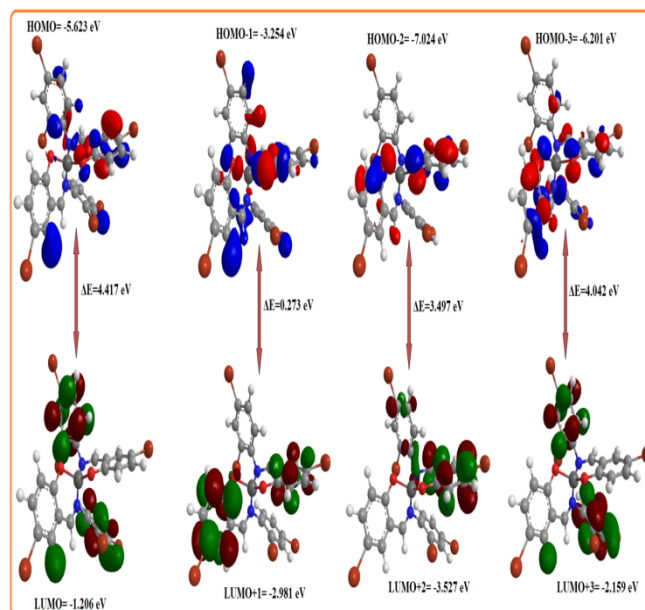 HOMO= -5.623 eV
HOMO-1= -3.254 eV
HOMO-2= -7.024 eV
HOMO-3= -6.201 eV
ΔE=4.417 eV
ΔE=0.273 eV
ΔE=3.497 eV
ΔE=4.042 eV
LUMO= -1.206 eV
LUMO+1= -2.981 eV
LUMO+2= -3.527 eV
LUMO+3= -2.159 eV